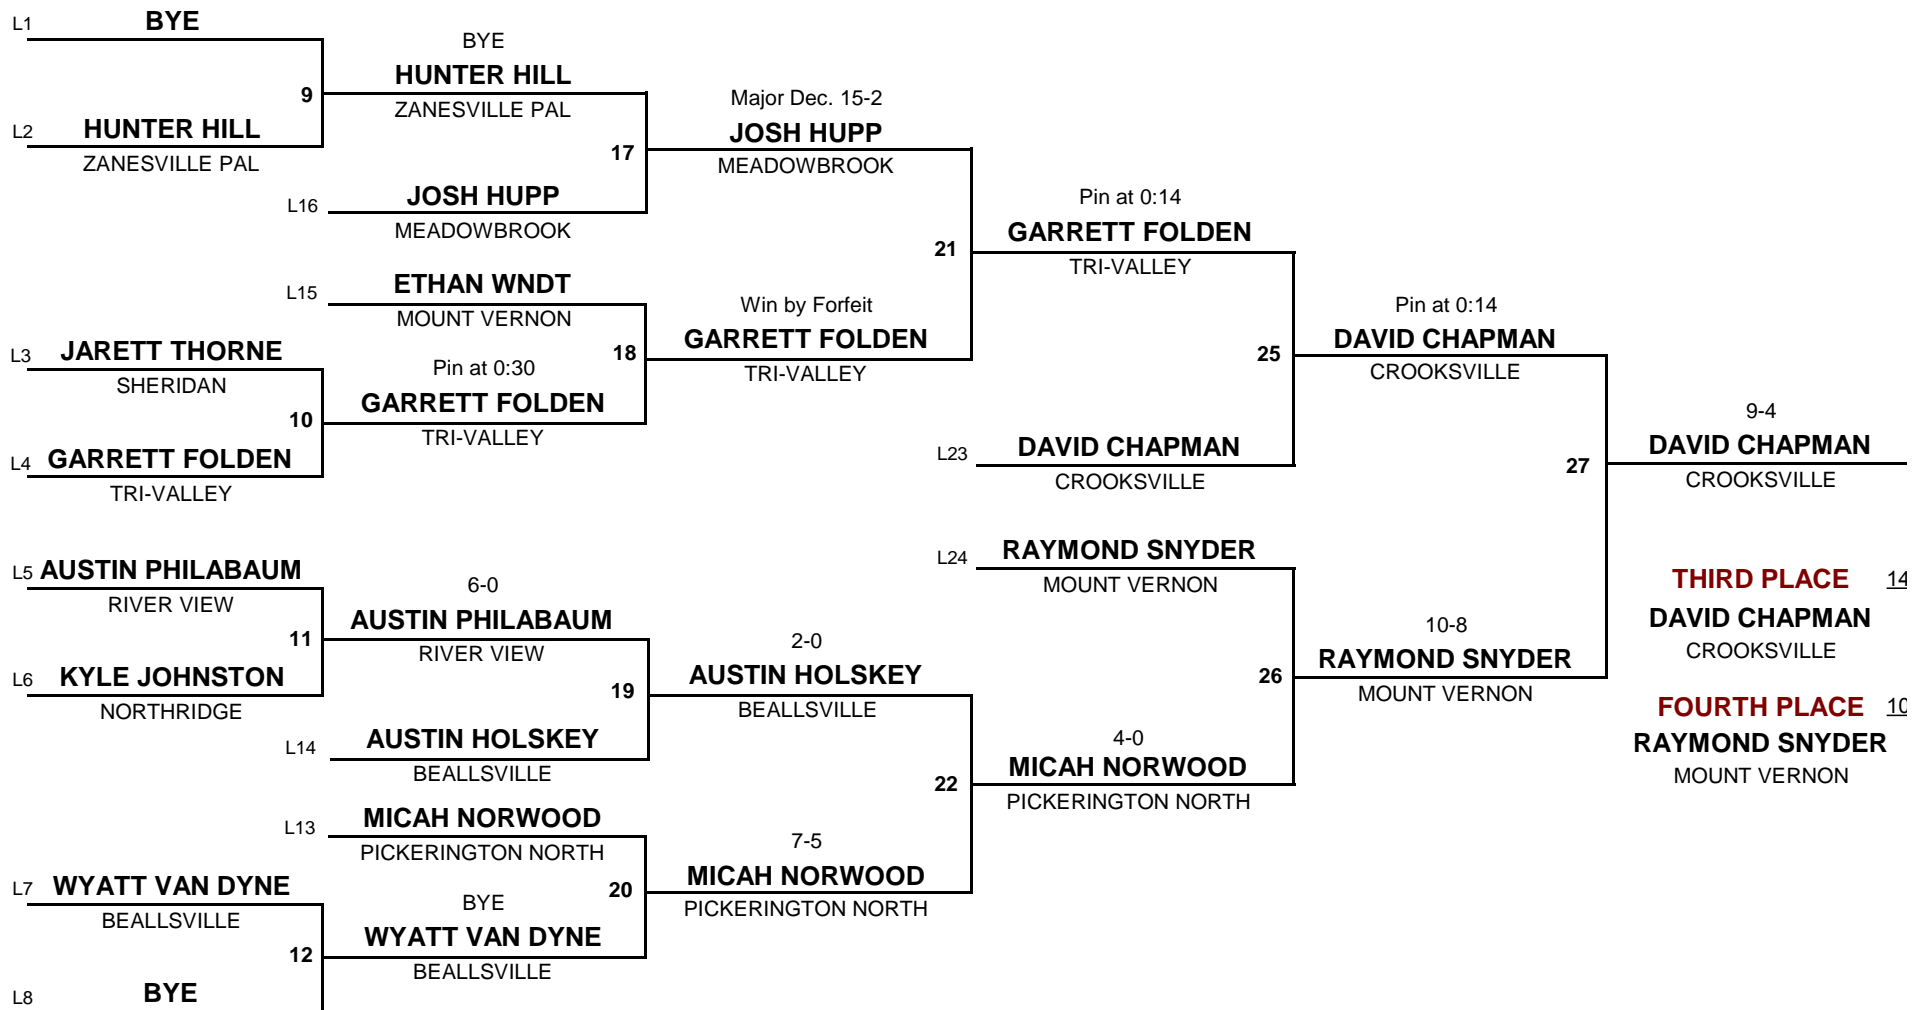 L1 BYE
9
L2 HUNTER HILL
ZANESVILLE PAL
BYE
HUNTER HILL
ZANESVILLE PAL
17
L16 JOSH HUPP
MEADOWBROOK
Major Dec. 15-2
JOSH HUPP
MEADOWBROOK
21
L15 ETHAN WNDT
MOUNT VERNON
18
L3 JARETT THORNE
SHERIDAN
10
L4 GARRETT FOLDEN
TRI-VALLEY
Pin at 0:30
GARRETT FOLDEN
TRI-VALLEY
Win by Forfeit
GARRETT FOLDEN
TRI-VALLEY
Pin at 0:14
GARRETT FOLDEN
TRI-VALLEY
25
L23 DAVID CHAPMAN
CROOKSVILLE
Pin at 0:14
DAVID CHAPMAN
CROOKSVILLE
27
9-4
DAVID CHAPMAN
CROOKSVILLE
L5 AUSTIN PHILABAUM
RIVER VIEW
11
L6 KYLE JOHNSTON
NORTHRIDGE
6-0
AUSTIN PHILABAUM
RIVER VIEW
19
L14 AUSTIN HOLSKEY
BEALLSVILLE
2-0
AUSTIN HOLSKEY
BEALLSVILLE
22
L13 MICAH NORWOOD
PICKERINGTON NORTH
20
L7 WYATT VAN DYNE
BEALLSVILLE
12
L8 BYE
BYE
WYATT VAN DYNE
BEALLSVILLE
7-5
MICAH NORWOOD
PICKERINGTON NORTH
4-0
MICAH NORWOOD
PICKERINGTON NORTH
L24 RAYMOND SNYDER
MOUNT VERNON
26
10-8
RAYMOND SNYDER
MOUNT VERNON
THIRD PLACE 14
DAVID CHAPMAN
CROOKSVILLE
FOURTH PLACE 10
RAYMOND SNYDER
MOUNT VERNON